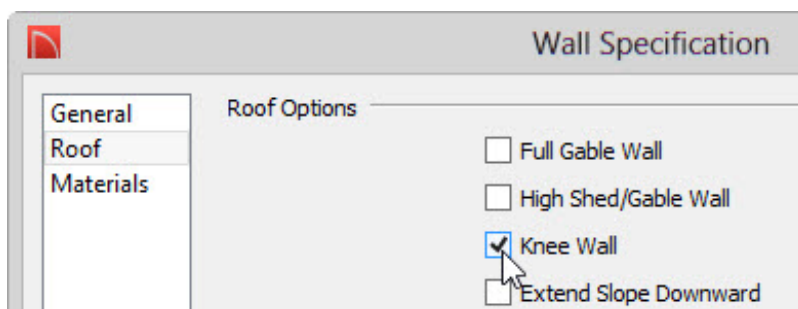 Wall Specification
General
Roof
Materials
Roof Options
Full Gable Wall
High Shed/Gable Wall
Knee Wall
Extend Slope Downward